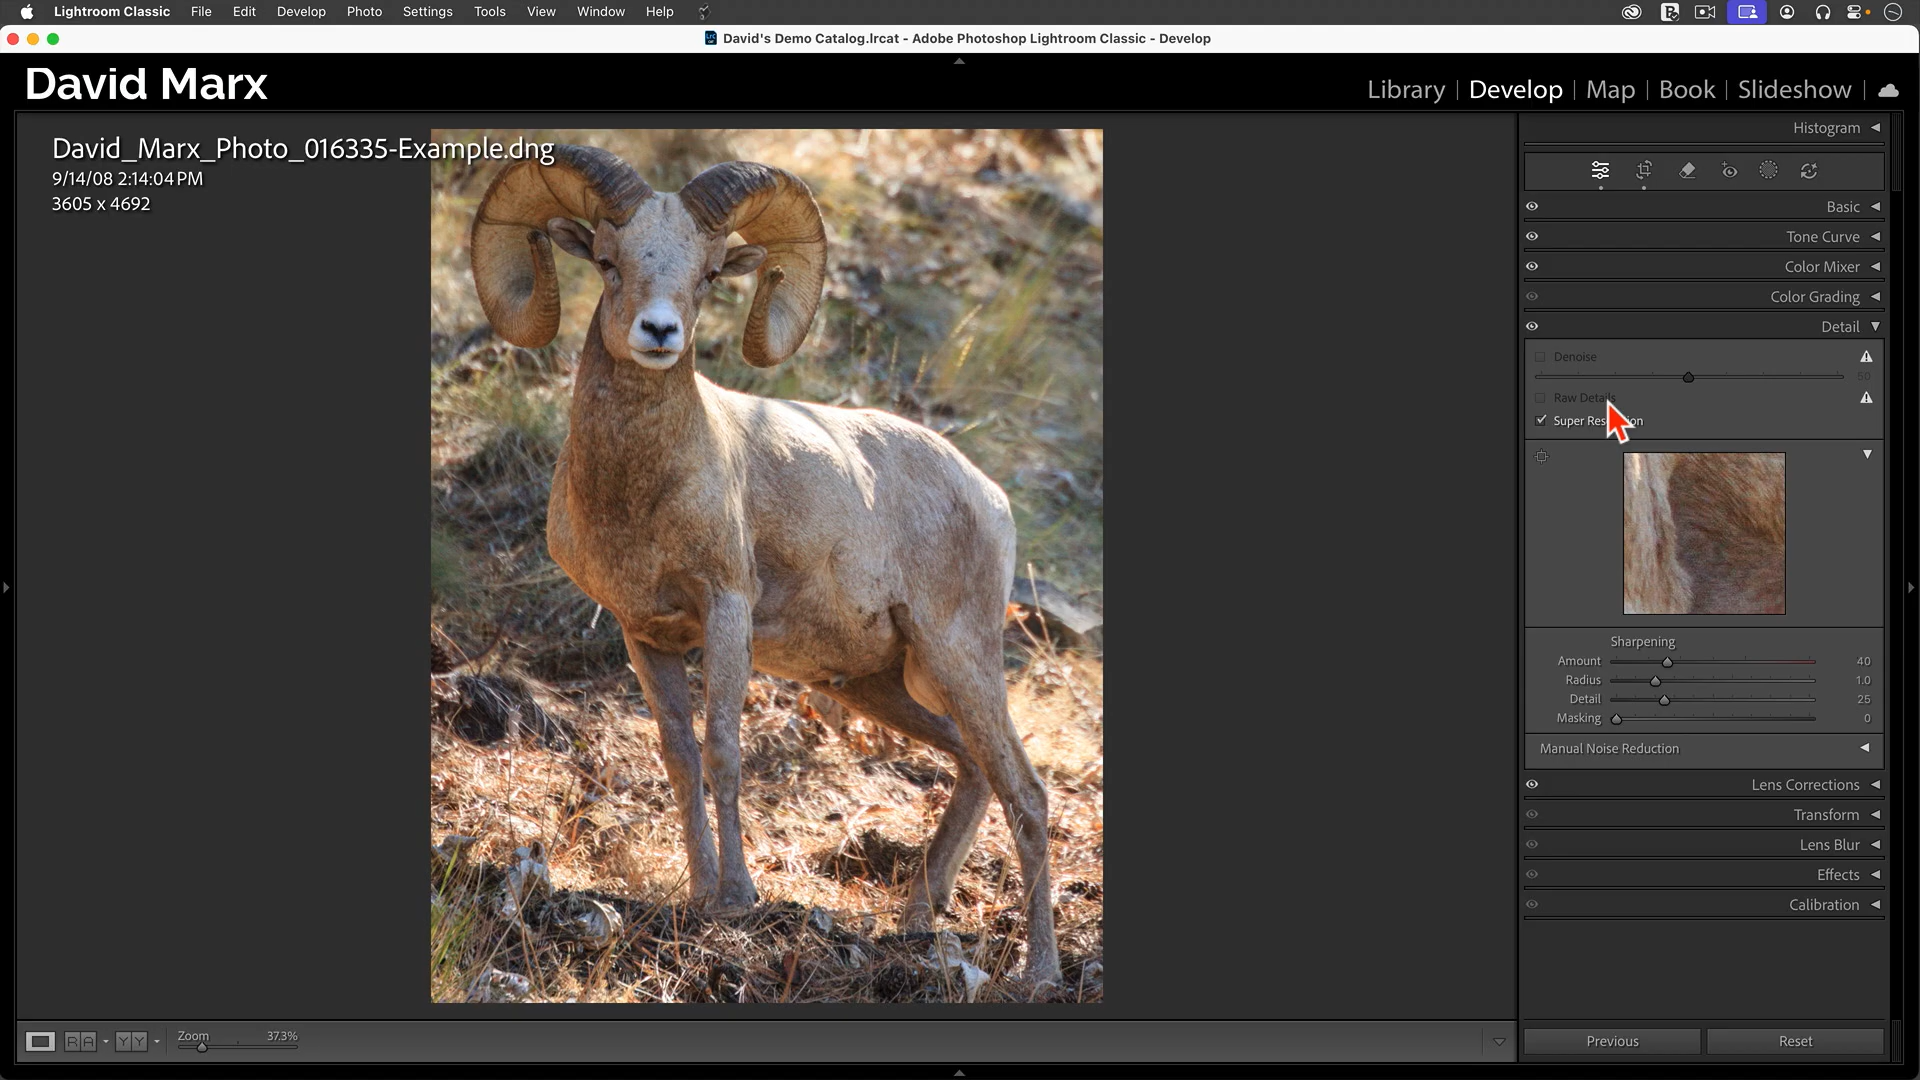 Lightroom Classic File Edit Develop Photo Settings Tools View Window Help
David's Demo Catalog.lrcat - Adobe Photoshop Lightroom Classic - Develop
David Marx
Library | Develop | Map | Book | Slideshow |
David_Marx_Photo_016335-Example.dng
9/14/08 2:14:04 PM
3605 x 4692
Histogram
Basic
Tone Curve
Color Mixer
Color Grading
Detail
Denoise
50
Raw Details
Super Res on
Sharpening
Amount 40
Radius 1.0
Detail 25
Masking 0
Manual Noise Reduction
Lens Corrections
Transform
Lens Blur
Effects
Calibration
RA YY Zoom 37.3%
Previous Reset